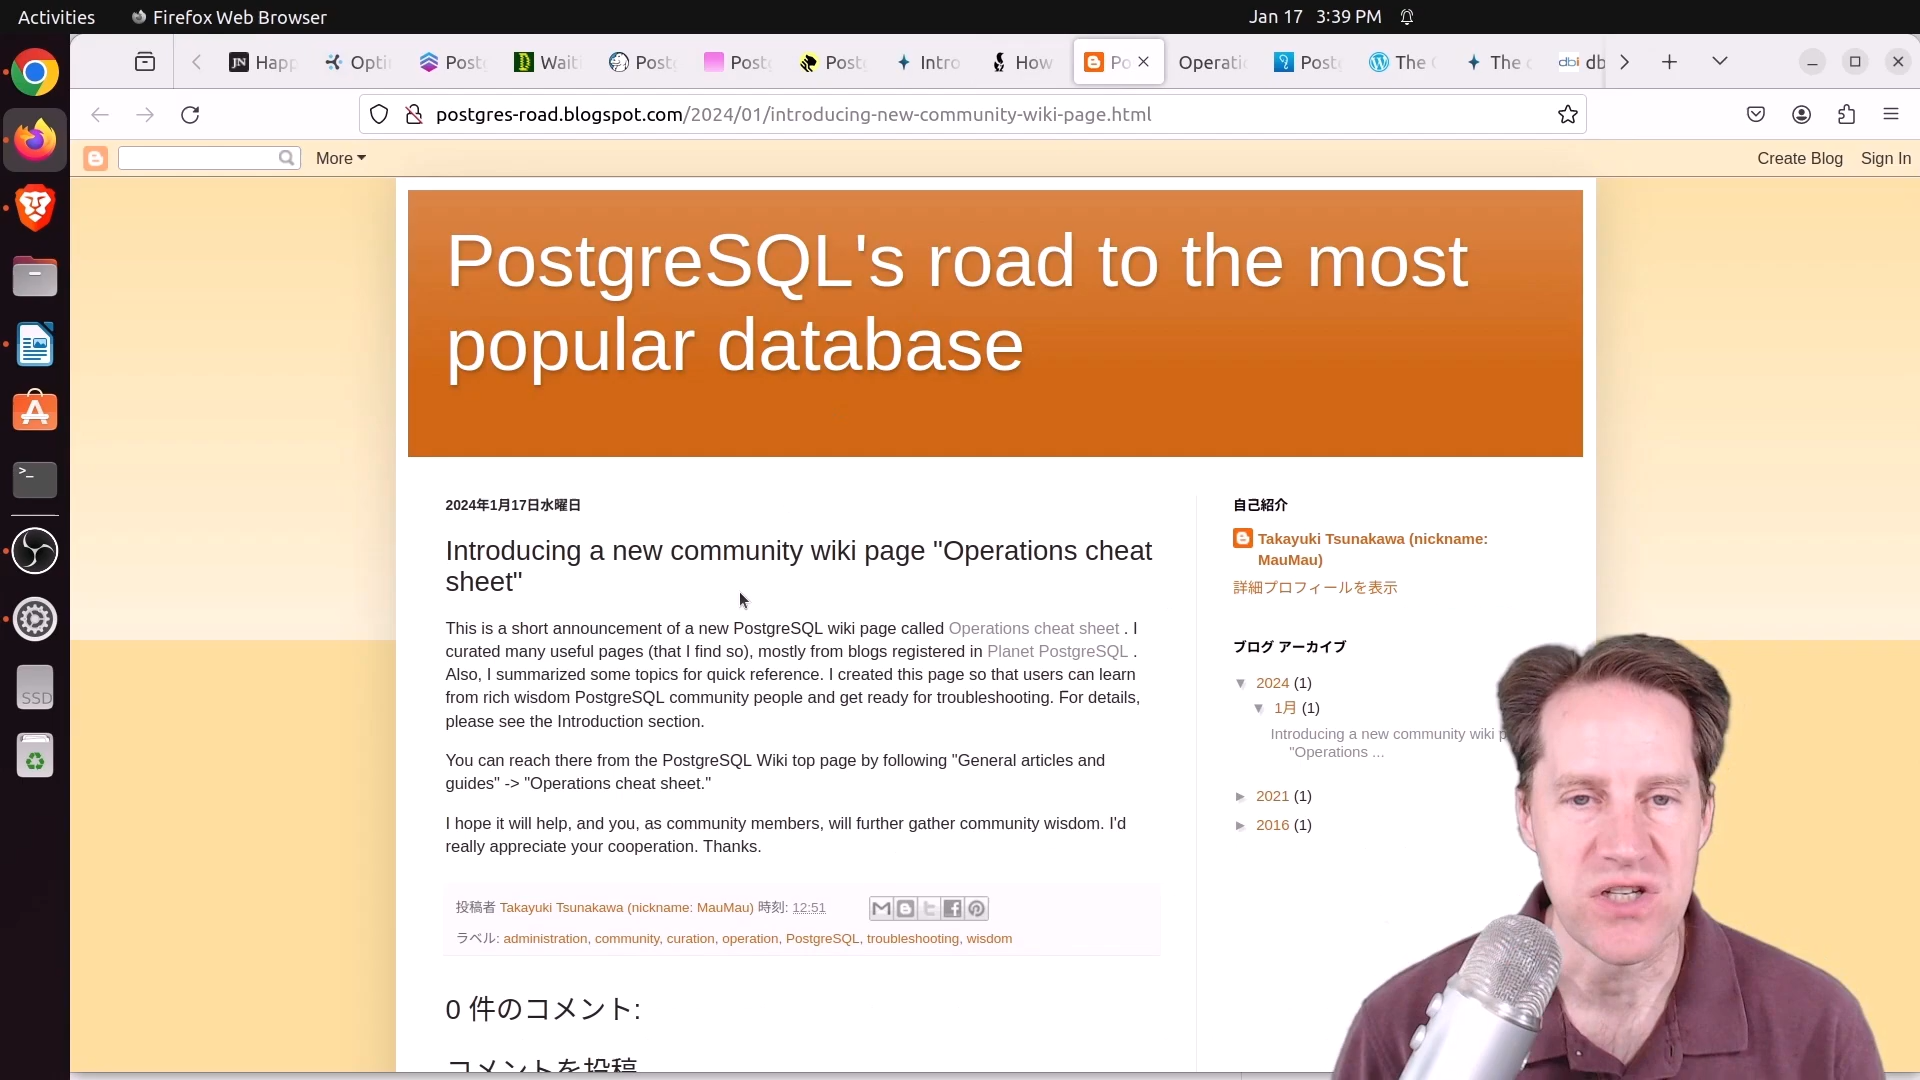 Activities
Firefox Web Browser
Jan 17 3:39 PM
JN Happ
Opti
Post
D Wait
Post
Post
Post
Intro
How
Po
Operati
Post
The
The
dbi db
postgres-road.blogspot.com/2024/01/introducing-new-community-wiki-page.html
More
Create Blog
Sign In
PostgreSQL's road to the most
popular database
2024年1月17日水曜日
Introducing a new community wiki page "Operations cheat
sheet"
This is a short announcement of a new PostgreSQL wiki page called Operations cheat sheet . I
curated many useful pages (that I find so), mostly from blogs registered in Planet PostgreSQL .
Also, I summarized some topics for quick reference. I created this page so that users can learn
from rich wisdom PostgreSQL community people and get ready for troubleshooting. For details,
please see the Introduction section.
You can reach there from the PostgreSQL Wiki top page by following "General articles and
guides" -> "Operations cheat sheet."
I hope it will help, and you, as community members, will further gather community wisdom. I'd
really appreciate your cooperation. Thanks.
投稿者 Takayuki Tsunakawa (nickname: MauMau) 時刻: 12:51
ラベル: administration, community, curation, operation, PostgreSQL, troubleshooting, wisdom
0 件のコメント:
コメントを投稿
自己紹介
Takayuki Tsunakawa (nickname:
MauMau)
詳細プロフィールを表示
ブログ アーカイブ
▼ 2024 (1)
▼ 1月 (1)
Introducing a new community wiki p
"Operations ...
► 2021 (1)
► 2016 (1)
SSD